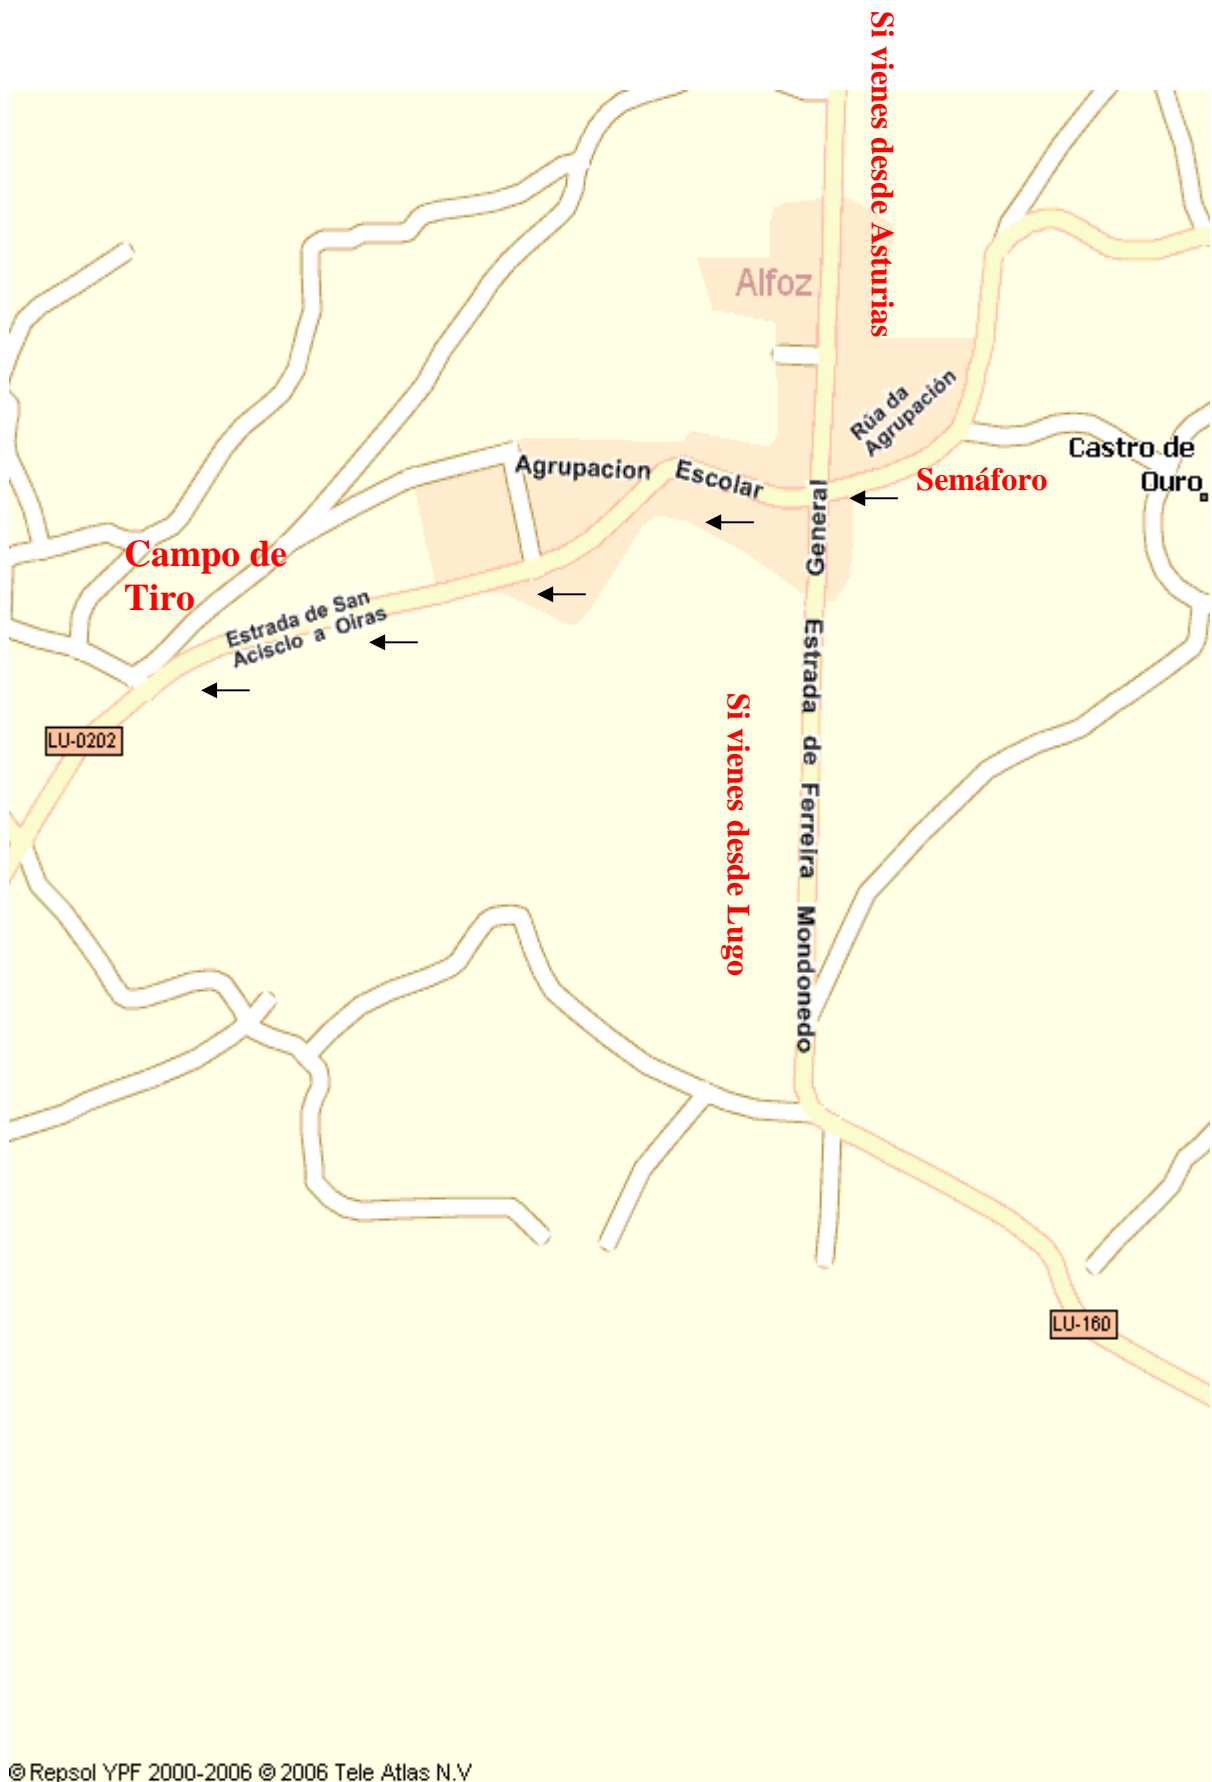 Si vienes desde Asturias
Alfoz
Rúa da
Agrupación
Castro de
Ouro
Agrupacion Escolar
Semáforo
General
Campo de
Tiro
Estrada de San
Aciscio a Oiras
Estrada de Ferreira Mondonedo
LU-0202
Si vienes desde Lugo
LU-160
© Repsol YPF 2000-2006 © 2006 Tele Atlas N.V